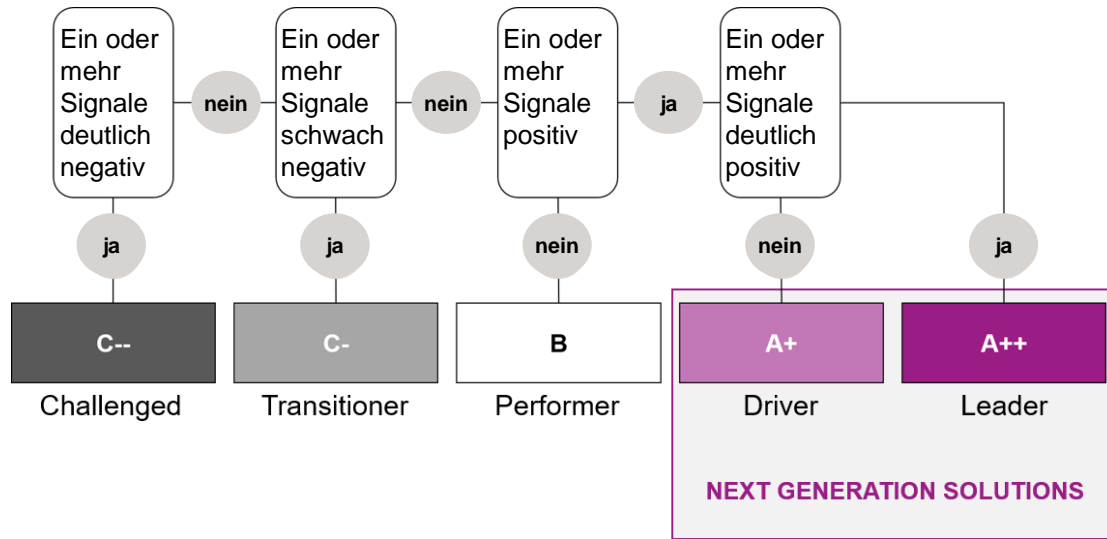 Ein oder
mehr
Signale
deutlich
negativ
nein
Ein oder
mehr
Signale
schwach
negativ
nein
Ein oder
mehr
Signale
positiv
ja
Ein oder
mehr
Signale
deutlich
positiv
ja
ja
nein
nein
ja
C--
C-
B
A+
A++
Challenged
Transitioner
Performer
Driver
Leader
NEXT GENERATION SOLUTIONS